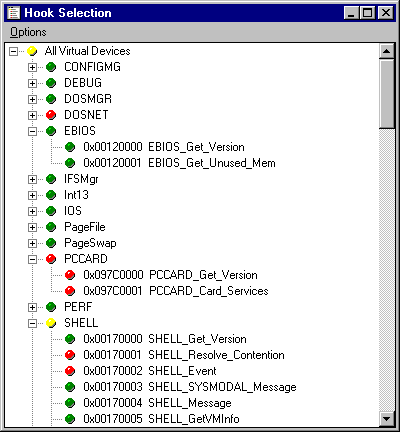 Hook Selection
Options
All Virtual Devices
CONFIGMG
DEBUG
DOSMGR
DOSNET
EBIOS
0x00120000 EBIOS_Get_Version
0x00120001 EBIOS_Get_Unused_Mem
IFSMgr
Int13
IOS
PageFile
PageSwap
PCCARD
0x097C0000 PCCARD_Get_Version
0x097C0001 PCCARD_Card_Services
PERF
SHELL
0x00170000 SHELL_Get_Version
0x00170001 SHELL_Resolve_Contention
0x00170002 SHELL_Event
0x00170003 SHELL_SYSMODAL_Message
0x00170004 SHELL_Message
0x00170005 SHELL_GetVMInfo